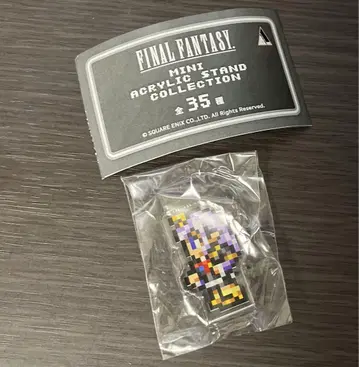 FINAL FANTASY.
MINI
ACRYLIC STAND
COLLECTION
全35種
© SQUARE ENIX CO.,LTD. All Rights Reserved.